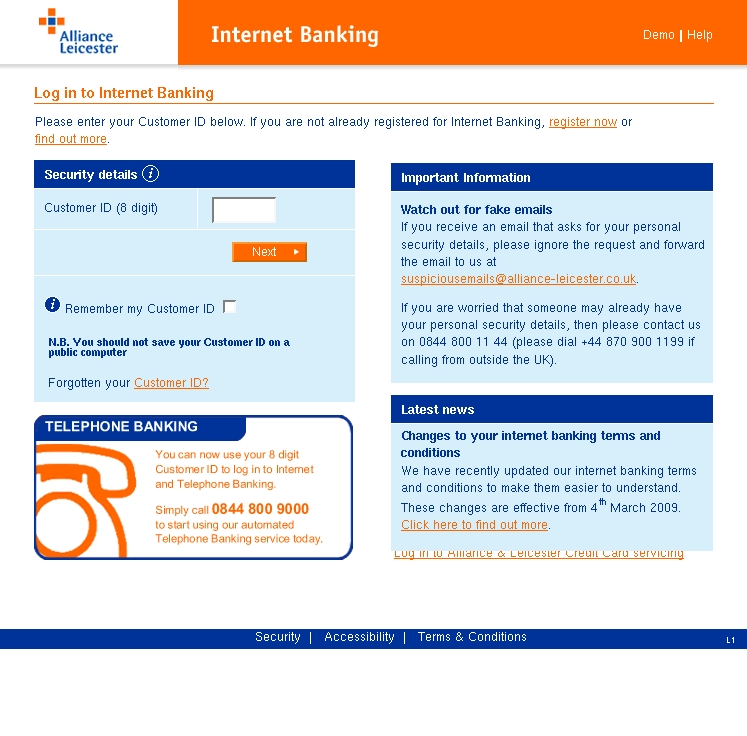 Alliance
Leicester
Internet Banking
Demo | Help
Log in to Internet Banking
Please enter your Customer ID below. If you are not already registered for Internet Banking, register now or
find out more.
Security details i
Customer ID (8 digit)
Next
i Remember my Customer ID
N.B. You should not save your Customer ID on a
public computer
Forgotten your Customer ID?
TELEPHONE BANKING
You can now use your 8 digit
Customer ID to log in to Internet
and Telephone Banking.
Simply call 0844 800 9000
to start using our automated
Telephone Banking service today.
Important Information
Watch out for fake emails
If you receive an email that asks for your personal
security details, please ignore the request and forward
the email to us at
suspiciousemails@alliance-leicester.co.uk.
If you are worried that someone may already have
your personal security details, then please contact us
on 0844 800 11 44 (please dial +44 870 900 1199 if
calling from outside the UK).
Latest news
Changes to your internet banking terms and
conditions
We have recently updated our internet banking terms
and conditions to make them easier to understand.
These changes are effective from 4th March 2009.
Click here to find out more.
Log in to Alliance & Leicester Credit Card servicing
Security | Accessibility | Terms & Conditions
L1